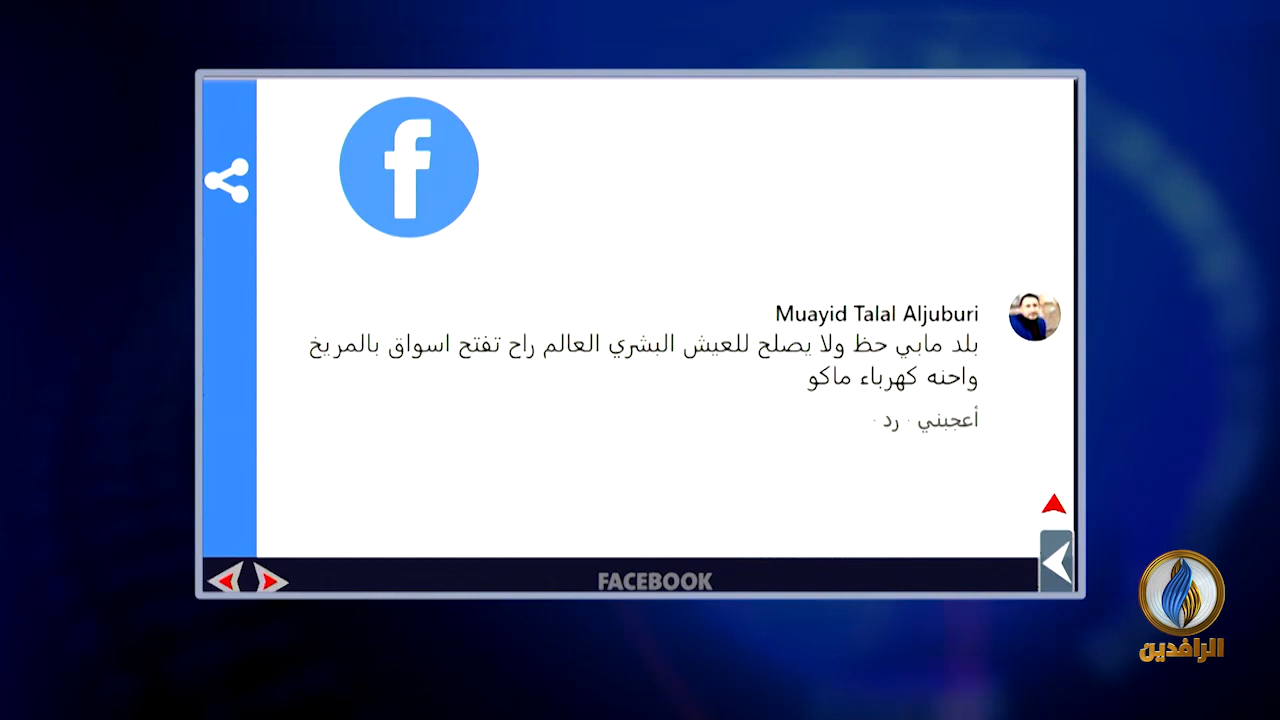 Muayid Talal Aljuburi
بلد مابي حظ ولا يصلح للعيش البشري العالم راح تفتح اسواق بالمريخ
واحنه كهرباء ماكو
أعجبني · رد ·
FACEBOOK
الرافدين